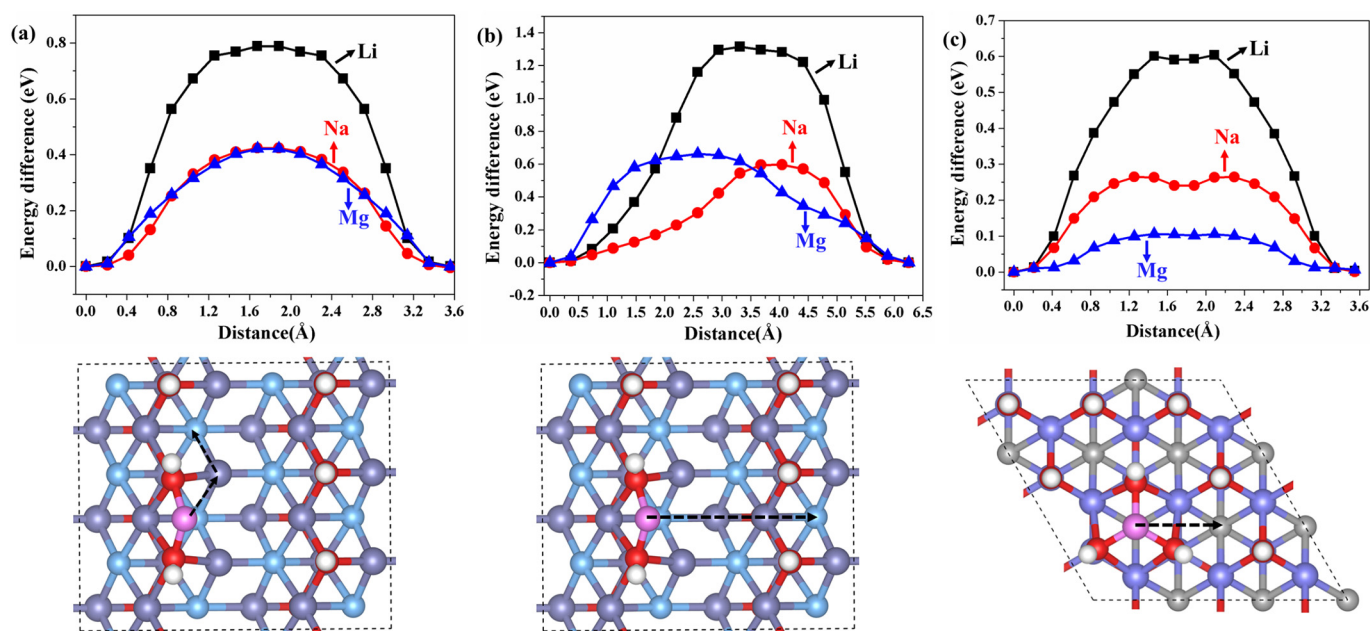 (a)
Energy difference (eV)
0.8
0.6
0.4
0.2
0.0
Li
Na
Mg
0.0 0.4 0.8 1.2 1.6 2.0 2.4 2.8 3.2 3.6
Distance(Å)
(b)
Energy difference (eV)
1.4
1.2
1.0
0.8
0.6
0.4
0.2
0.0
-0.2
Li
Na
Mg
0.0 0.5 1.0 1.5 2.0 2.5 3.0 3.5 4.0 4.5 5.0 5.5 6.0 6.5
Distance(Å)
(c)
Energy difference (eV)
0.7
0.6
0.5
0.4
0.3
0.2
0.1
0.0
Li
Na
Mg
0.0 0.4 0.8 1.2 1.6 2.0 2.4 2.8 3.2 3.6
Distance(Å)